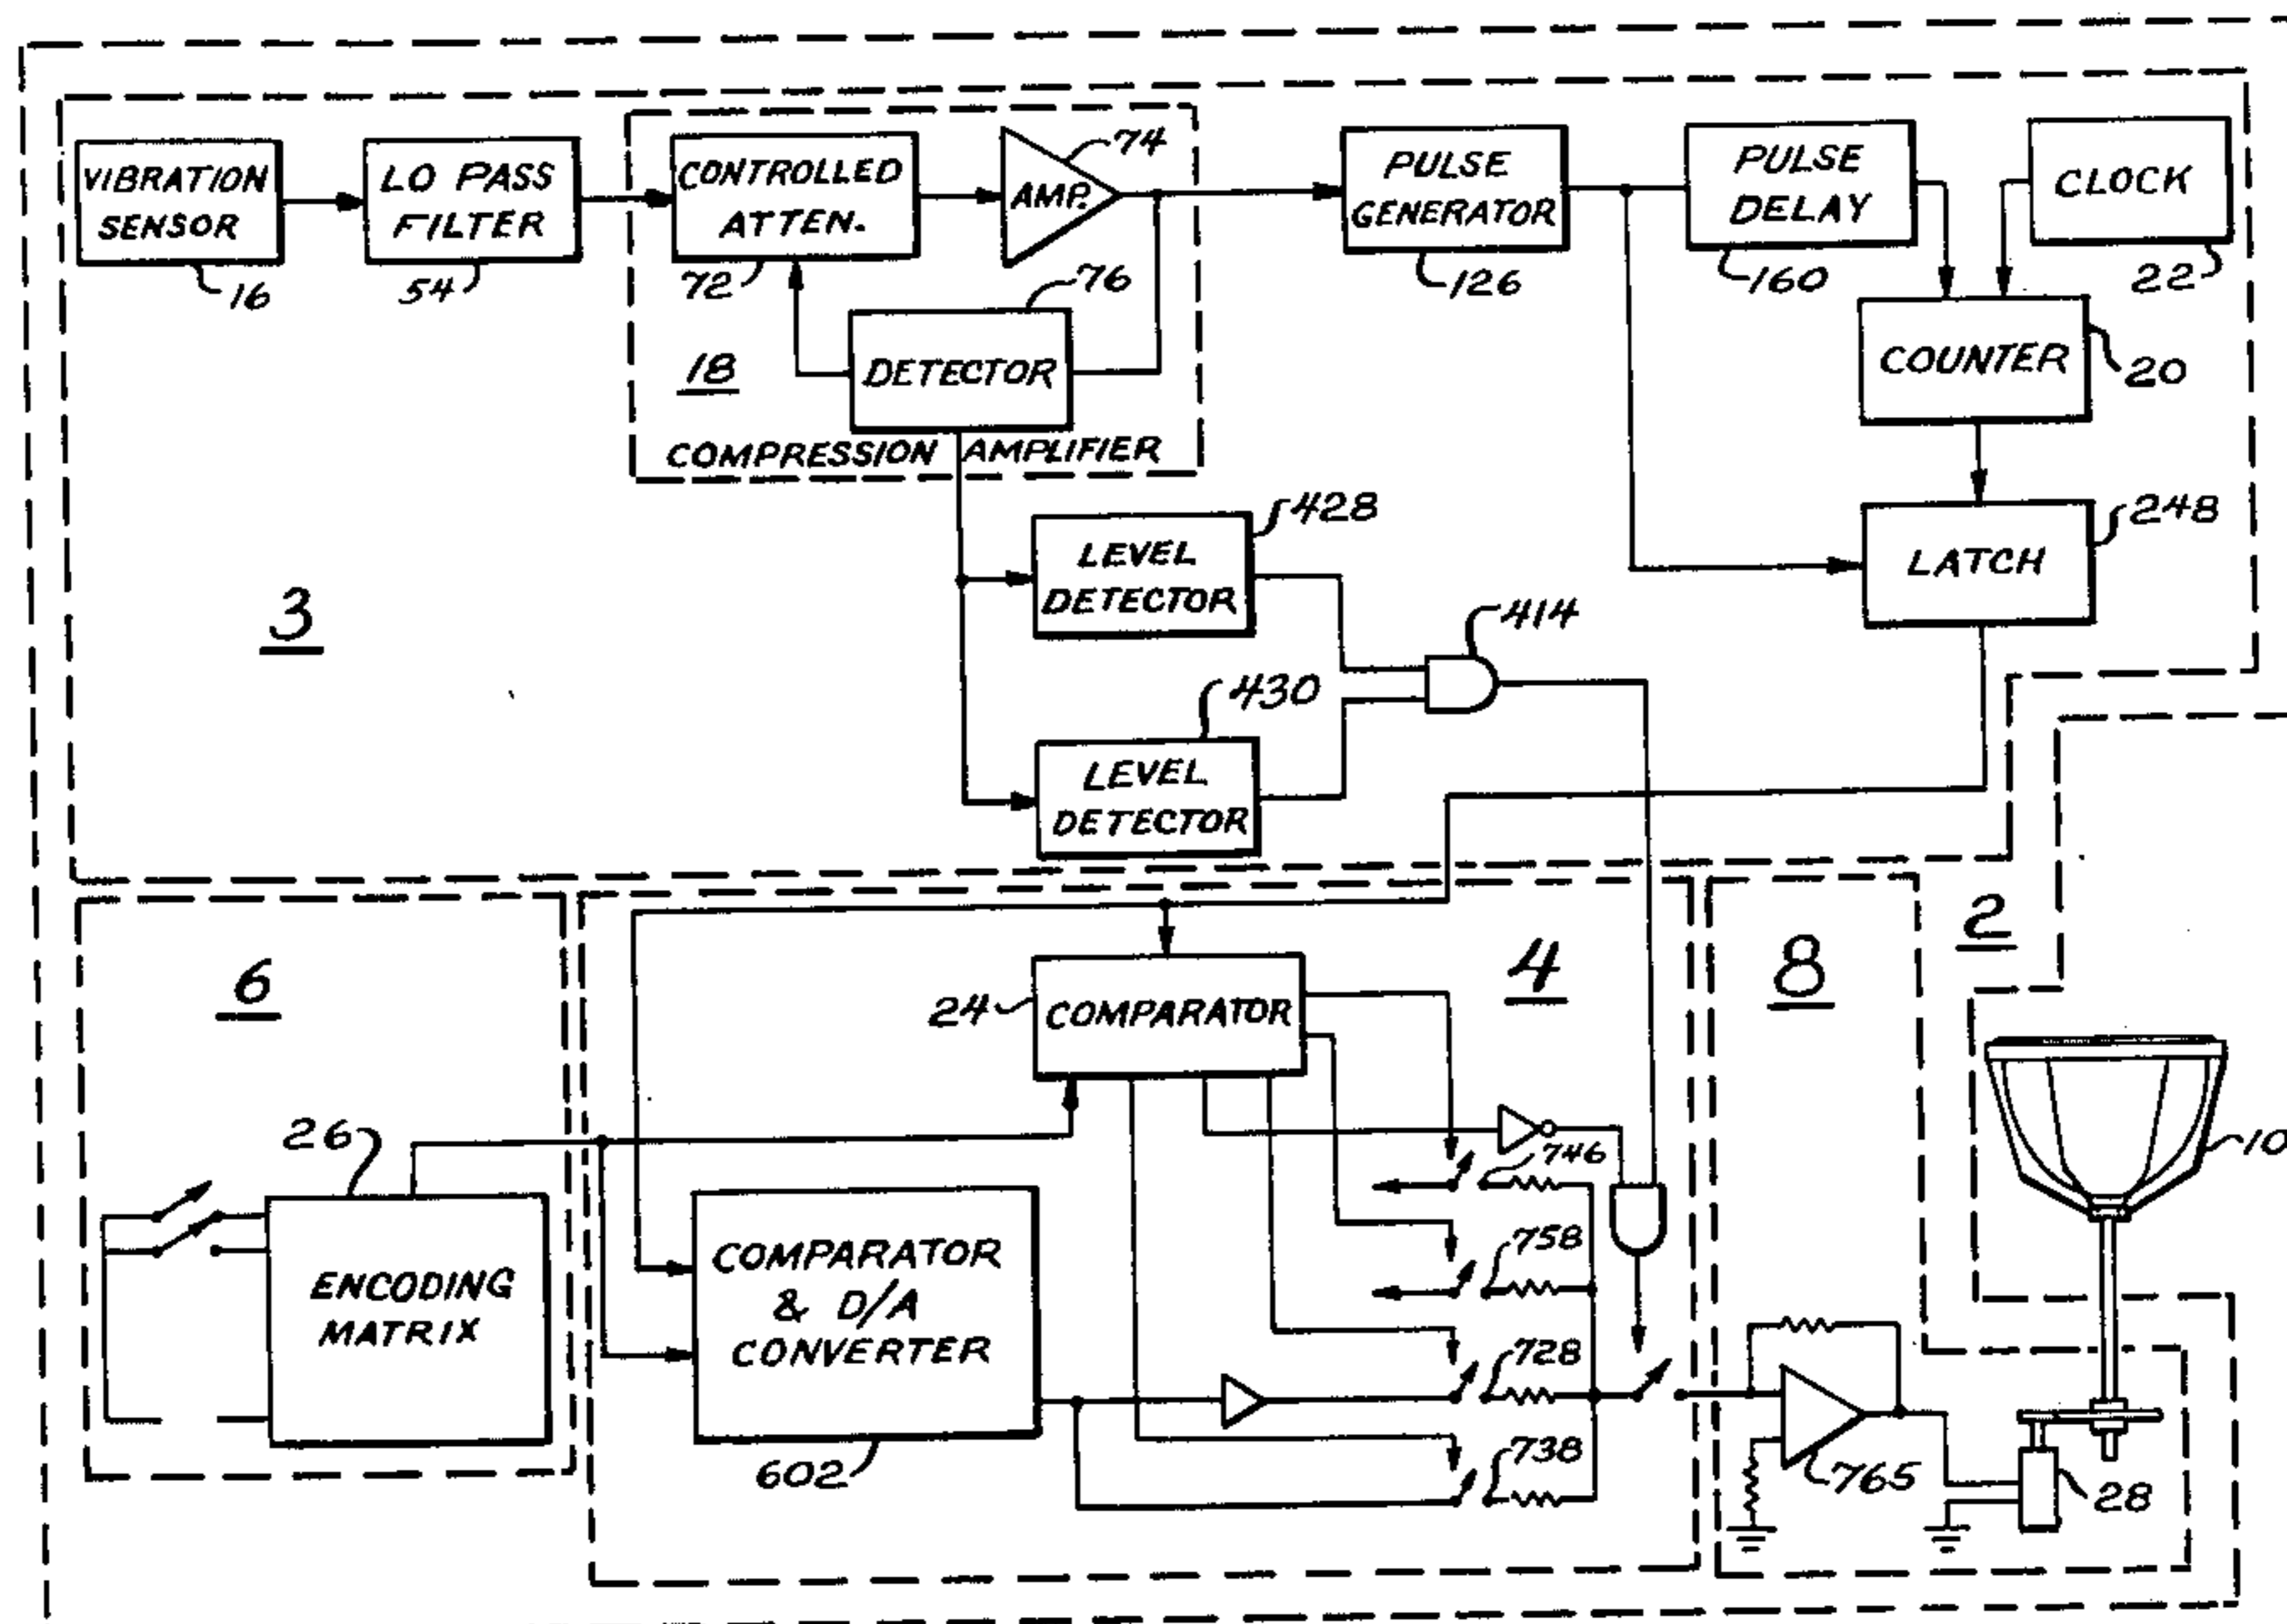 VIBRATION
SENSOR
16
LO PASS
FILTER
54
CONTROLLED
ATTEN.
72
AMP.
74
DETECTOR
76
18
COMPRESSION AMPLIFIER
PULSE
GENERATOR
126
PULSE
DELAY
160
CLOCK
22
COUNTER
20
LATCH
248
LEVEL
DETECTOR
428
LEVEL
DETECTOR
430
414
3
6
26
ENCODING
MATRIX
24
COMPARATOR
4
COMPARATOR
& D/A
CONVERTER
602
746
758
728
738
8
2
10
765
28